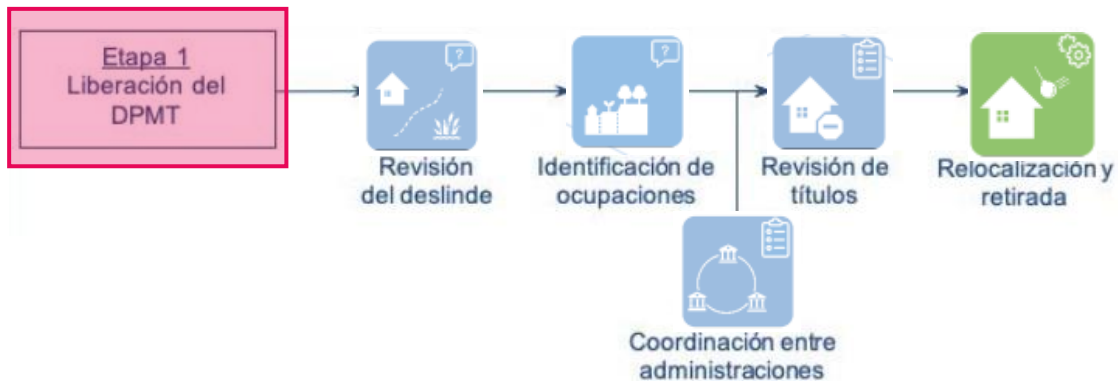 Etapa 1
Liberación del
DPMT
Revisión
del deslinde
Identificación de
ocupaciones
Revisión de
títulos
Relocalización y
retirada
Coordinación entre
administraciones